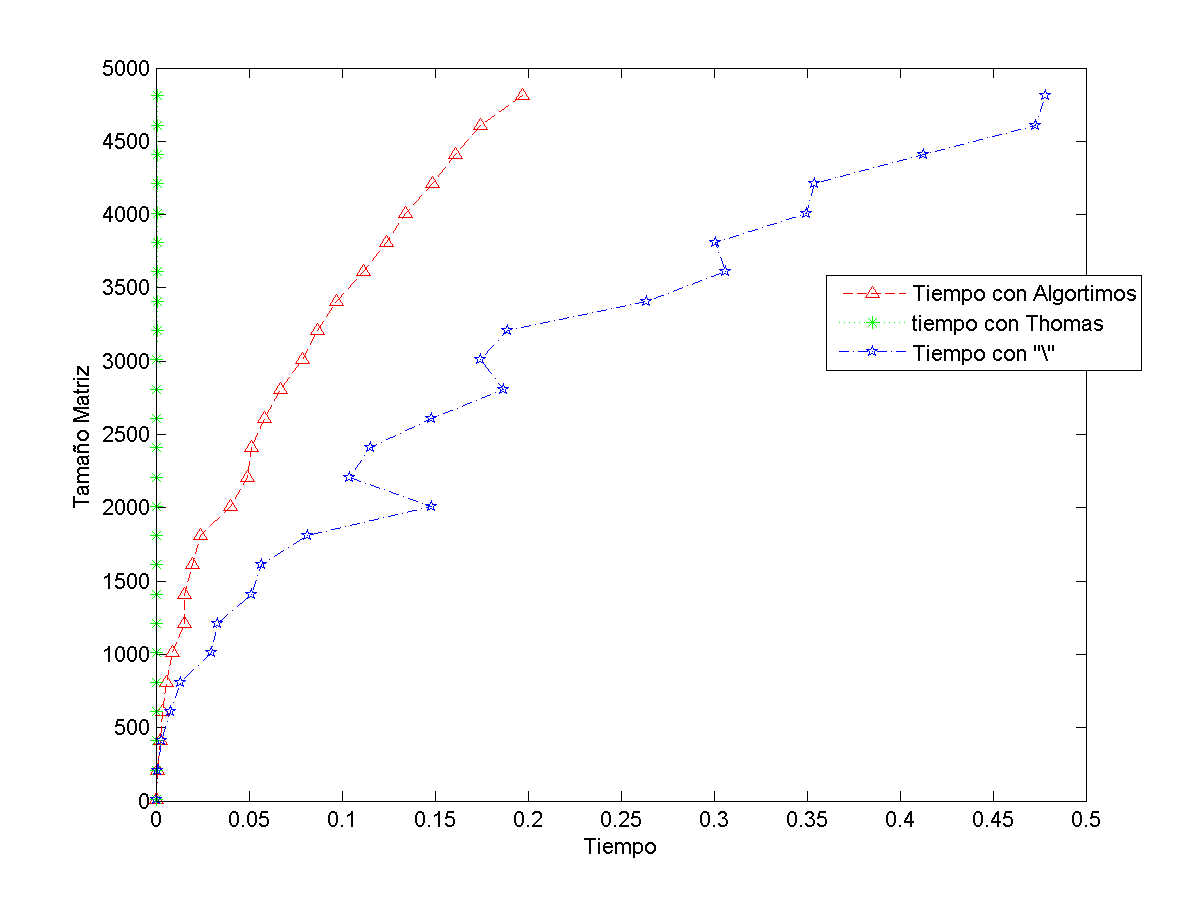 5000
4500
4000
3500
3000
2500
2000
1500
1000
500
0
Tamaño Matriz
0 0.05 0.1 0.15 0.2 0.25 0.3 0.35 0.4 0.45 0.5
Tiempo
Tiempo con Algortimos
tiempo con Thomas
Tiempo con "\"